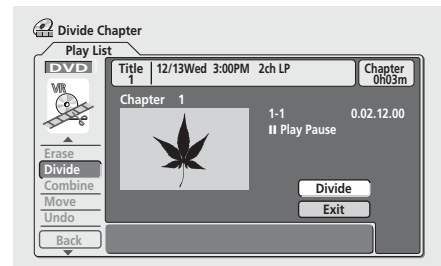 Divide Chapter
Play List
DVD
VR
Title 1 12/13Wed 3:00PM 2ch LP Chapter 0h03m
Chapter 1
1-1 0.02.12.00
Play Pause
Erase
Divide
Combine
Move
Undo
Back
Divide
Exit